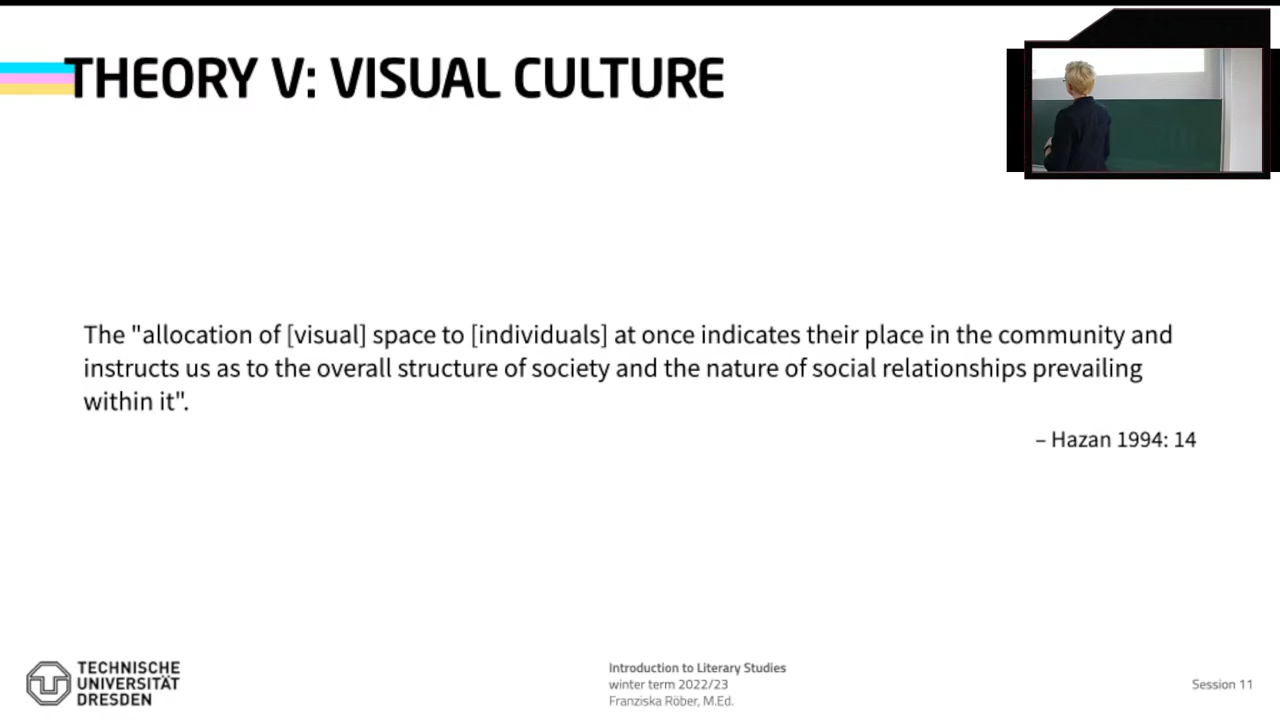 THEORY V: VISUAL CULTURE
The "allocation of [visual] space to [individuals] at once indicates their place in the community and
instructs us as to the overall structure of society and the nature of social relationships prevailing
within it".
– Hazan 1994: 14
TECHNISCHE
UNIVERSITÄT
DRESDEN
Introduction to Literary Studies
winter term 2022/23
Franziska Röber, M.Ed.
Session 11